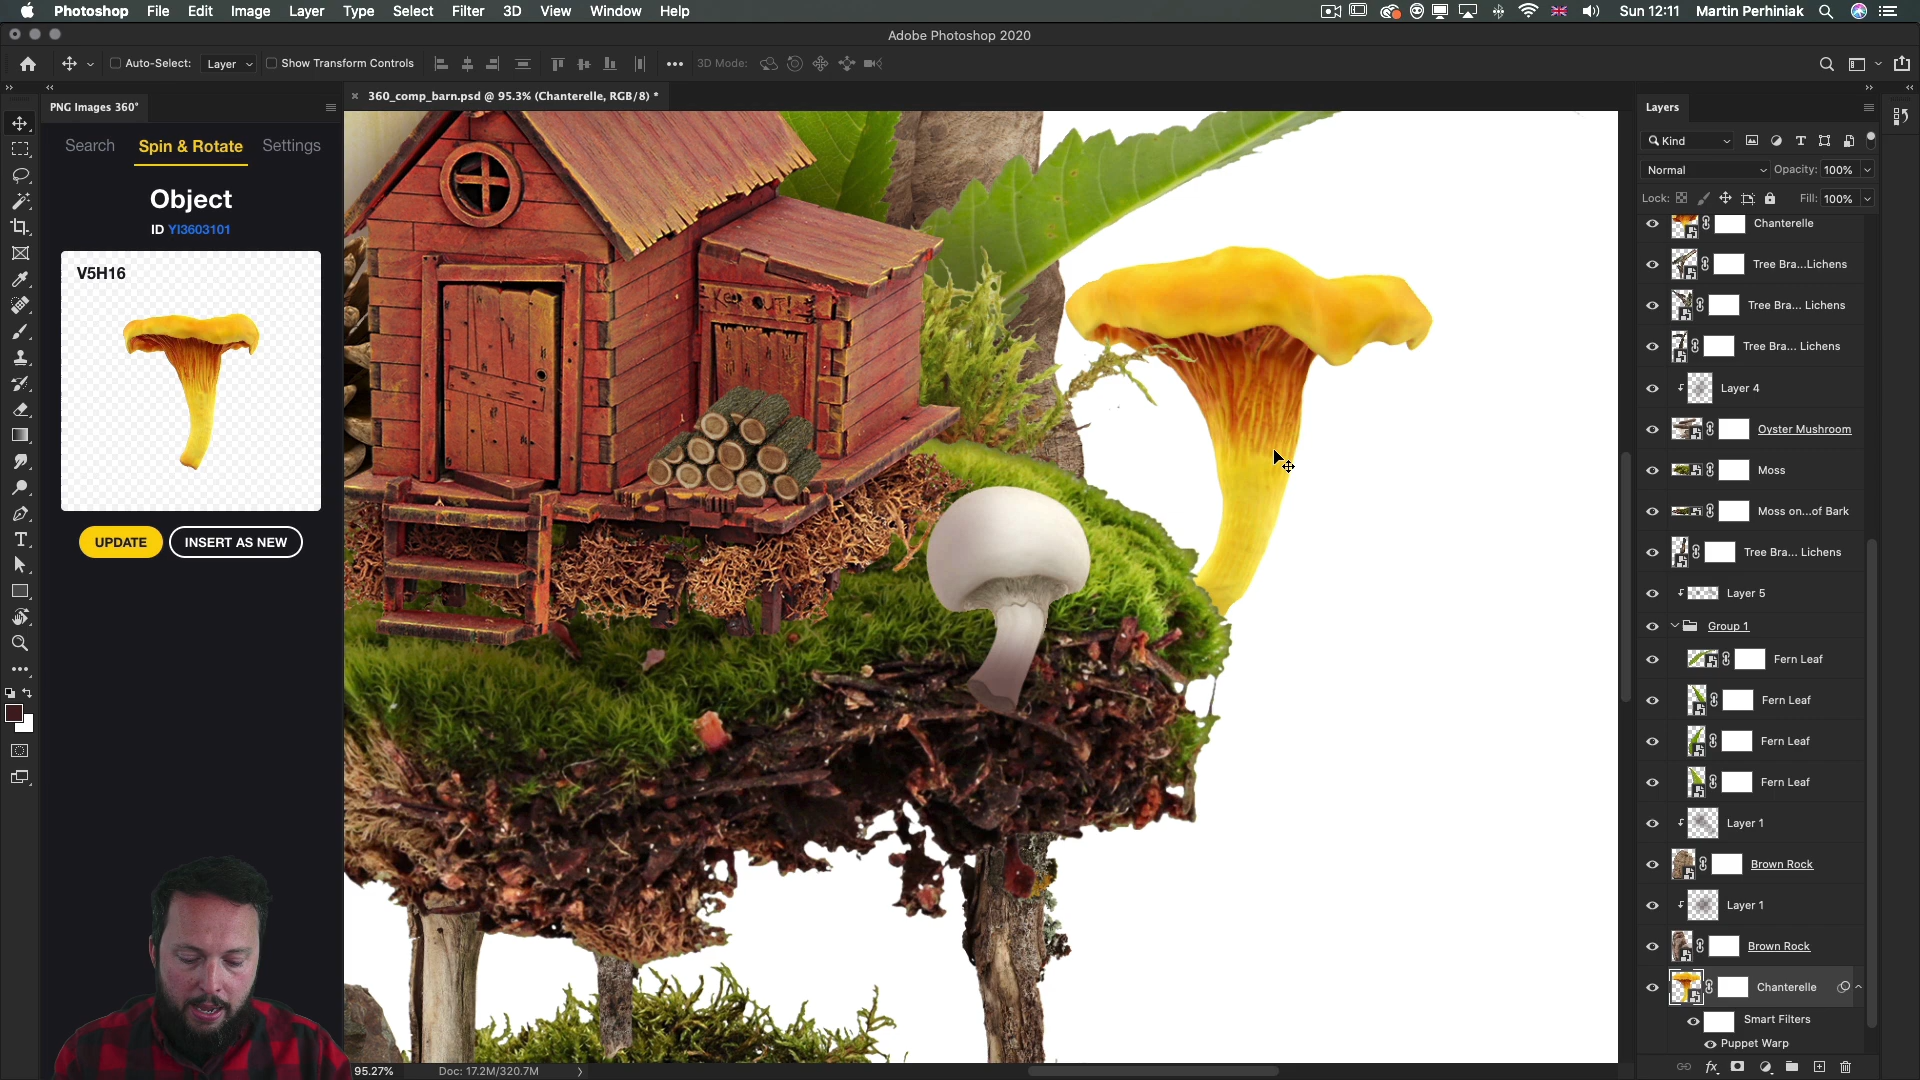 Photoshop File Edit Image Layer Type Select Filter 3D View Window Help
Sun 12:11 Martin Perhiniak
Adobe Photoshop 2020
Auto-Select: Layer Show Transform Controls 3D Mode:
PNG Images 360°
360_comp_barn.psd @ 95.3% (Chanterelle, RGB/8) *
Search Spin & Rotate Settings
Object
ID YI3603101
V5H16
UPDATE
INSERT AS NEW
KEEP OUT!
95.27% Doc: 17.2M/320.7M
Layers
Kind
Normal Opacity: 100%
Lock: Fill: 100%
Chanterelle
Tree Bra...Lichens
Tree Bra... Lichens
Tree Bra... Lichens
Layer 4
Oyster Mushroom
Moss
Moss on...of Bark
Tree Bra... Lichens
Layer 5
Group 1
Fern Leaf
Fern Leaf
Fern Leaf
Fern Leaf
Layer 1
Brown Rock
Layer 1
Brown Rock
Chanterelle
Smart Filters
Puppet Warp